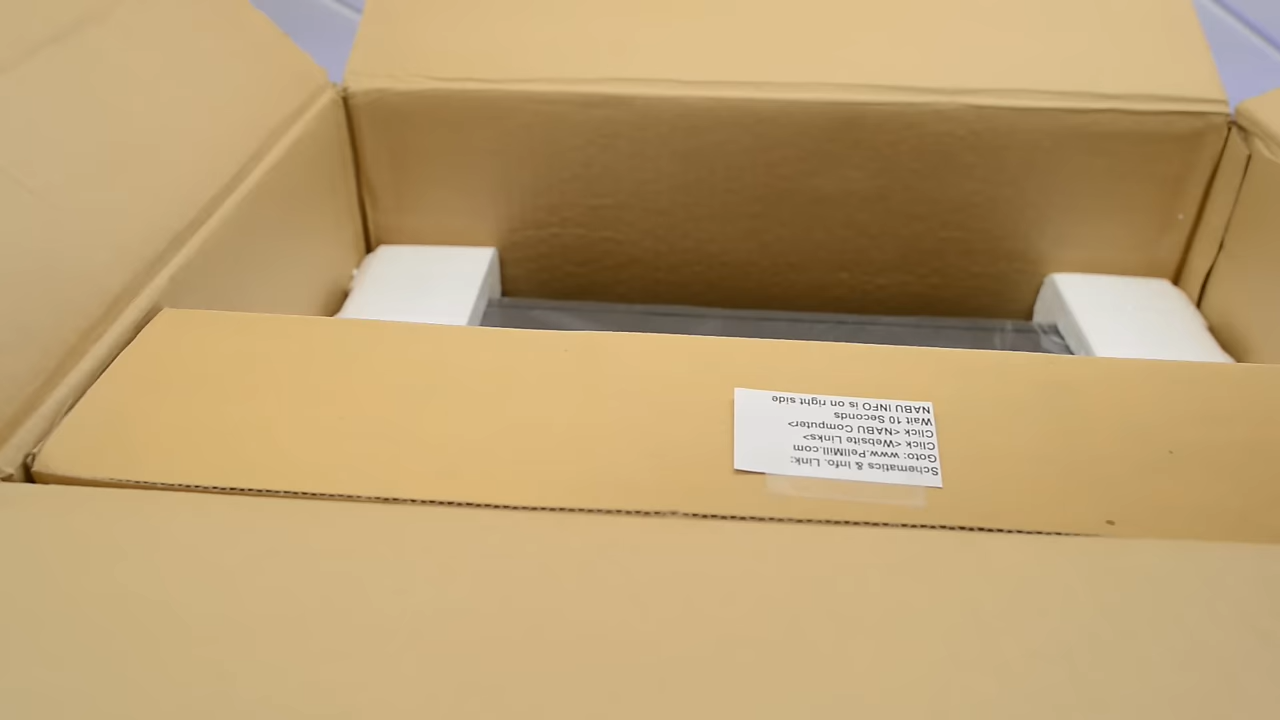 Schematics & Info. Link:
Goto: www.PellMill.com
Click <Website Links>
Click <NABU Computer>
Wait 10 Seconds
NABU INFO is on right side